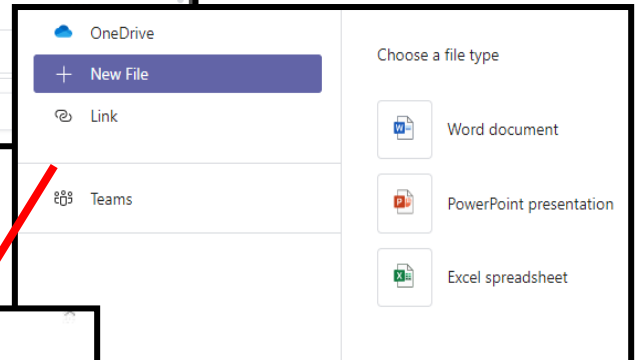 OneDrive
New File
Link
Teams
Choose a file type
Word document
PowerPoint presentation
Excel spreadsheet